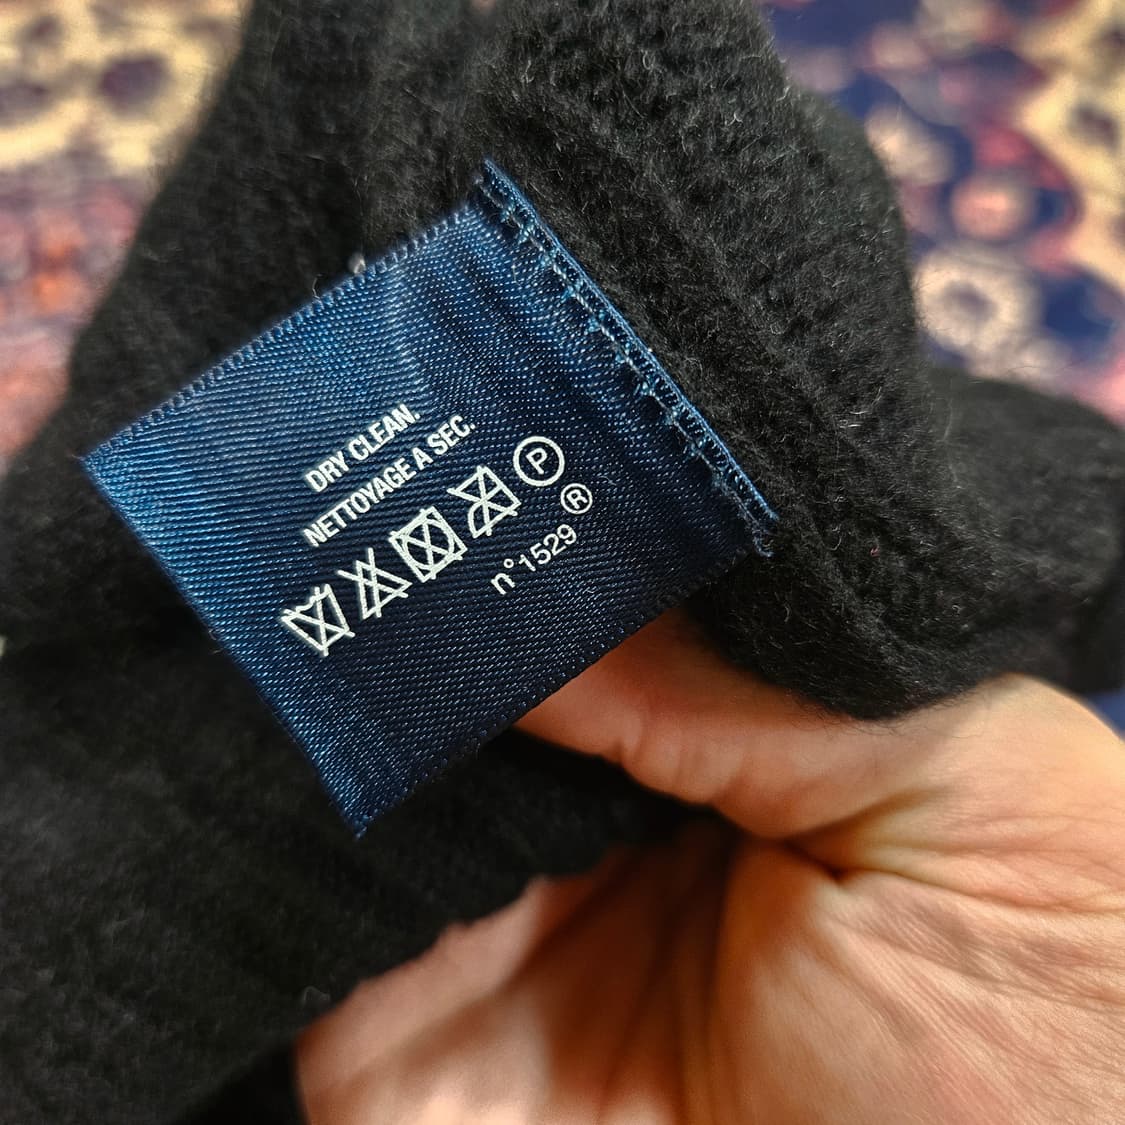 DRY CLEAN.
NETTOYAGE A SEC.
P
n°1529 ®